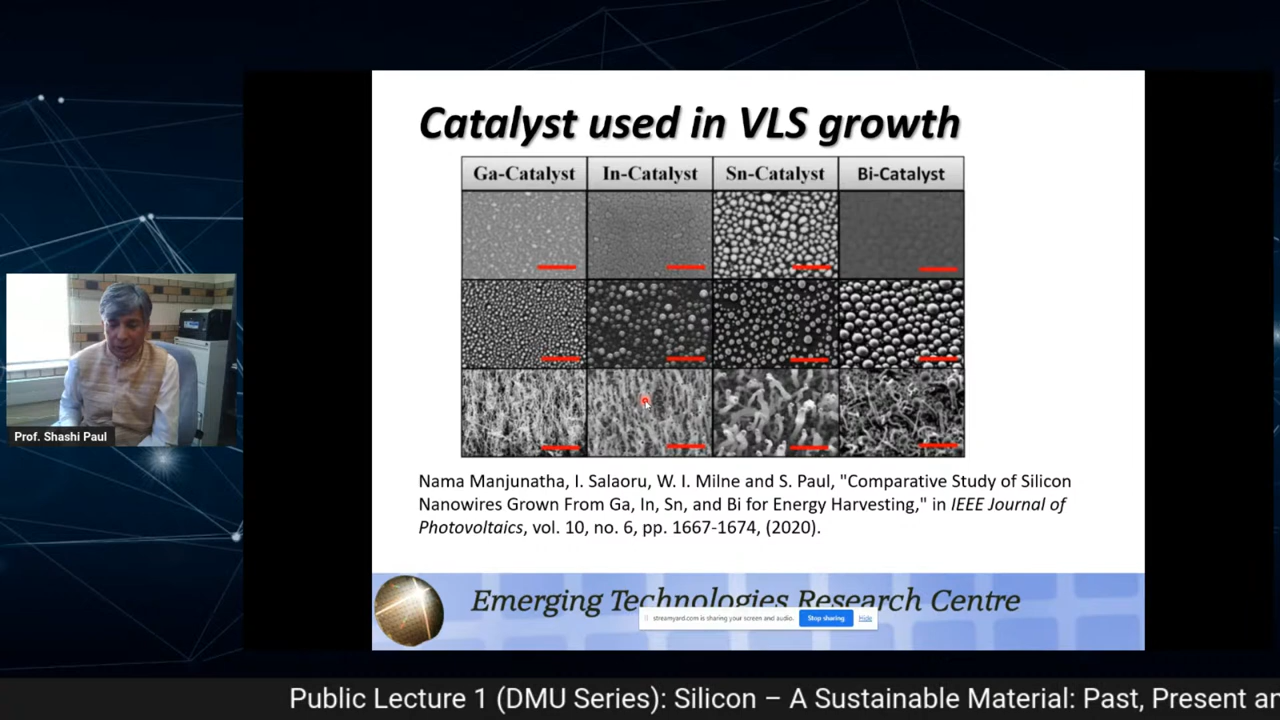 Catalyst used in VLS growth
Ga-Catalyst In-Catalyst Sn-Catalyst Bi-Catalyst
Prof. Shashi Paul
Nama Manjunatha, I. Salaoru, W. I. Milne and S. Paul, "Comparative Study of Silicon
Nanowires Grown From Ga, In, Sn, and Bi for Energy Harvesting," in IEEE Journal of
Photovoltaics, vol. 10, no. 6, pp. 1667-1674, (2020).
Emerging Technologies Research Centre
streamyard.com is sharing your screen and audio. Stop sharing Hide
Public Lecture 1 (DMU Series): Silicon – A Sustainable Material: Past, Present an